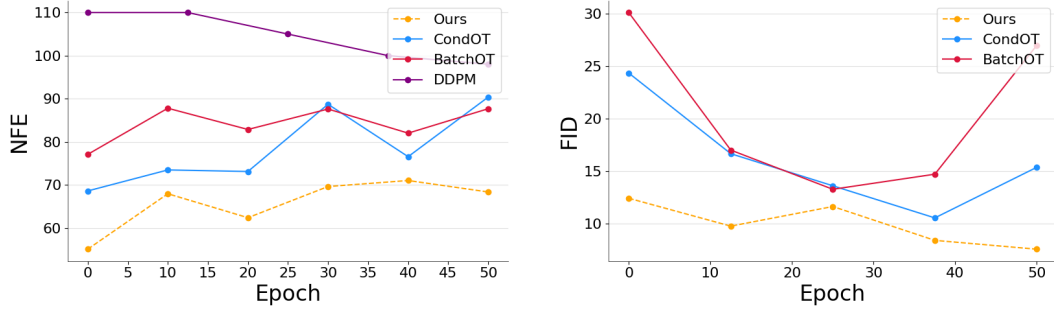 110
100
90
80
70
60
NFE
0 5 10 15 20 25 30 35 40 45 50
Epoch
Ours
CondOT
BatchOT
DDPM
30
25
20
15
10
FID
0 10 20 30 40 50
Epoch
Ours
CondOT
BatchOT